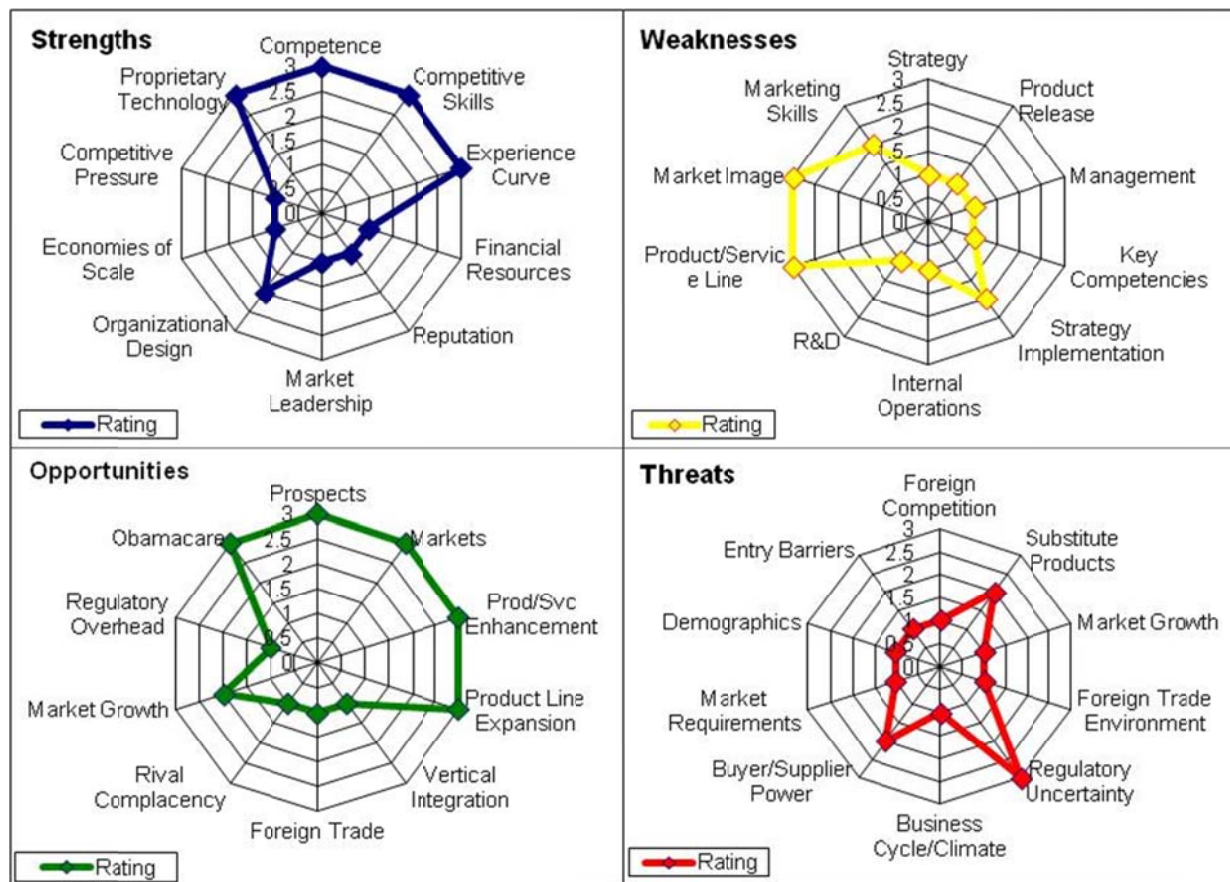 Strengths
Competence
Proprietary
Technology
Competitive
Skills
Competitive
Pressure
Experience
Curve
Economies of
Scale
Financial
Resources
Organizational
Design
Reputation
Market
Leadership
3
2.5
2
1.5
1
0.5
0
Rating
Weaknesses
Strategy
Marketing
Skills
Product
Release
Market Image
Management
Product/Servic
e Line
Key
Competencies
R&D
Strategy
Implementation
Internal
Operations
3
2.5
2
1.5
1
0.5
0
Rating
Opportunities
Prospects
Obamacare
Markets
Regulatory
Overhead
Prod/Svc
Enhancement
Market Growth
Product Line
Expansion
Rival
Complacency
Vertical
Integration
Foreign Trade
3
2.5
2
1.5
1
0.5
0
Rating
Threats
Foreign
Competition
Entry Barriers
Substitute
Products
Demographics
Market Growth
Market
Requirements
Foreign Trade
Environment
Buyer/Supplier
Power
Regulatory
Uncertainty
Business
Cycle/Climate
3
2.5
2
1.5
1
0.5
0
Rating